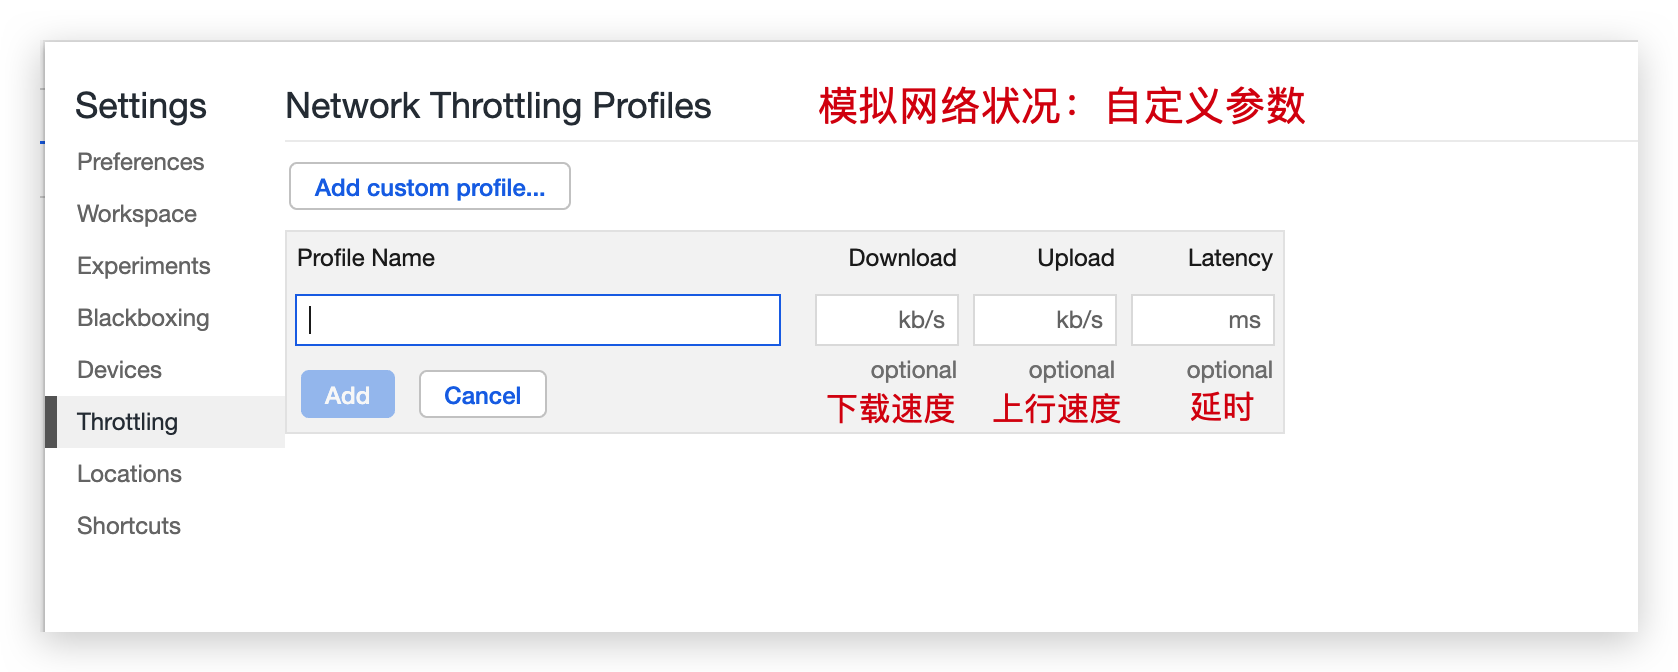 Settings
Preferences
Workspace
Experiments
Blackboxing
Devices
Throttling
Locations
Shortcuts
Network Throttling Profiles 模拟网络状况：自定义参数
Add custom profile...
Profile Name Download Upload Latency
kb/s kb/s ms
optional optional optional
Add Cancel 下载速度 上行速度 延时